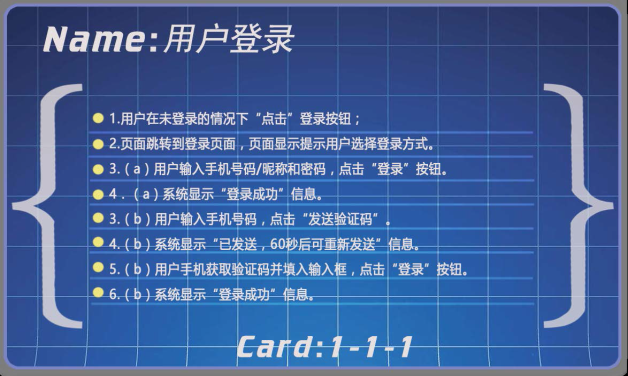 Name:用户登录
1.用户在未登录的情况下“点击”登录按钮；
2.页面跳转到登录页面，页面显示提示用户选择登录方式。
3.（a）用户输入手机号码/昵称和密码，点击“登录”按钮。
4．（a）系统显示“登录成功”信息。
3.（b）用户输入手机号码，点击“发送验证码”。
4.（b）系统显示“已发送，60秒后可重新发送”信息。
5.（b）用户手机获取验证码并填入输入框，点击“登录”按钮。
6.（b）系统显示“登录成功”信息。
Card:1-1-1